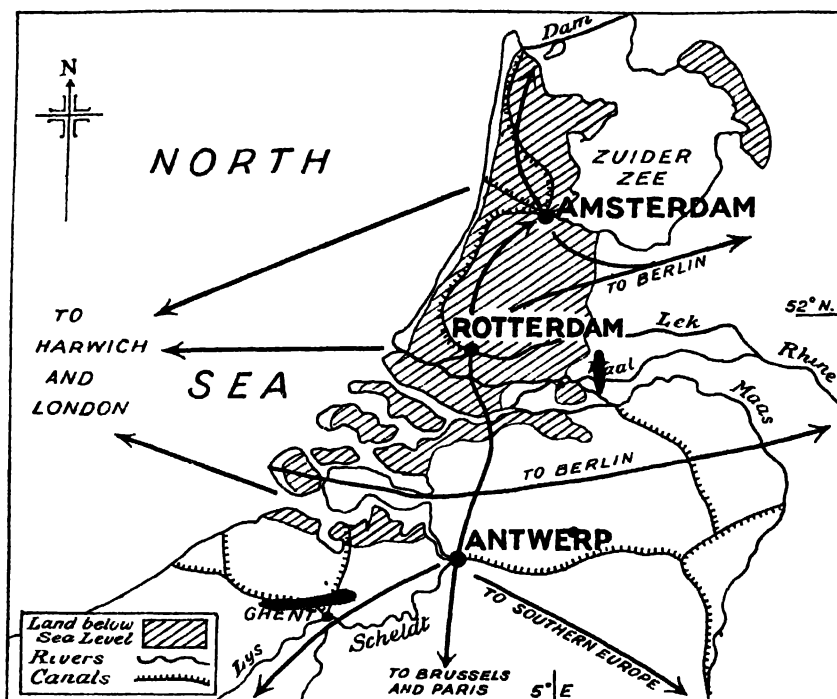 Dam
N
NORTH
ZUIDER
ZEE
AMSTERDAM
TO BERLIN
52° N.
TO
HARWICH
AND
LONDON
SEA
ROTTERDAM
Lek
Rhine
Maas
TO BERLIN
ANTWERP
GHENT
Scheldt
Lys
TO SOUTHERN EUROPE
TO BRUSSELS
AND PARIS
5° E
Land below
Sea Level
Rivers
Canals